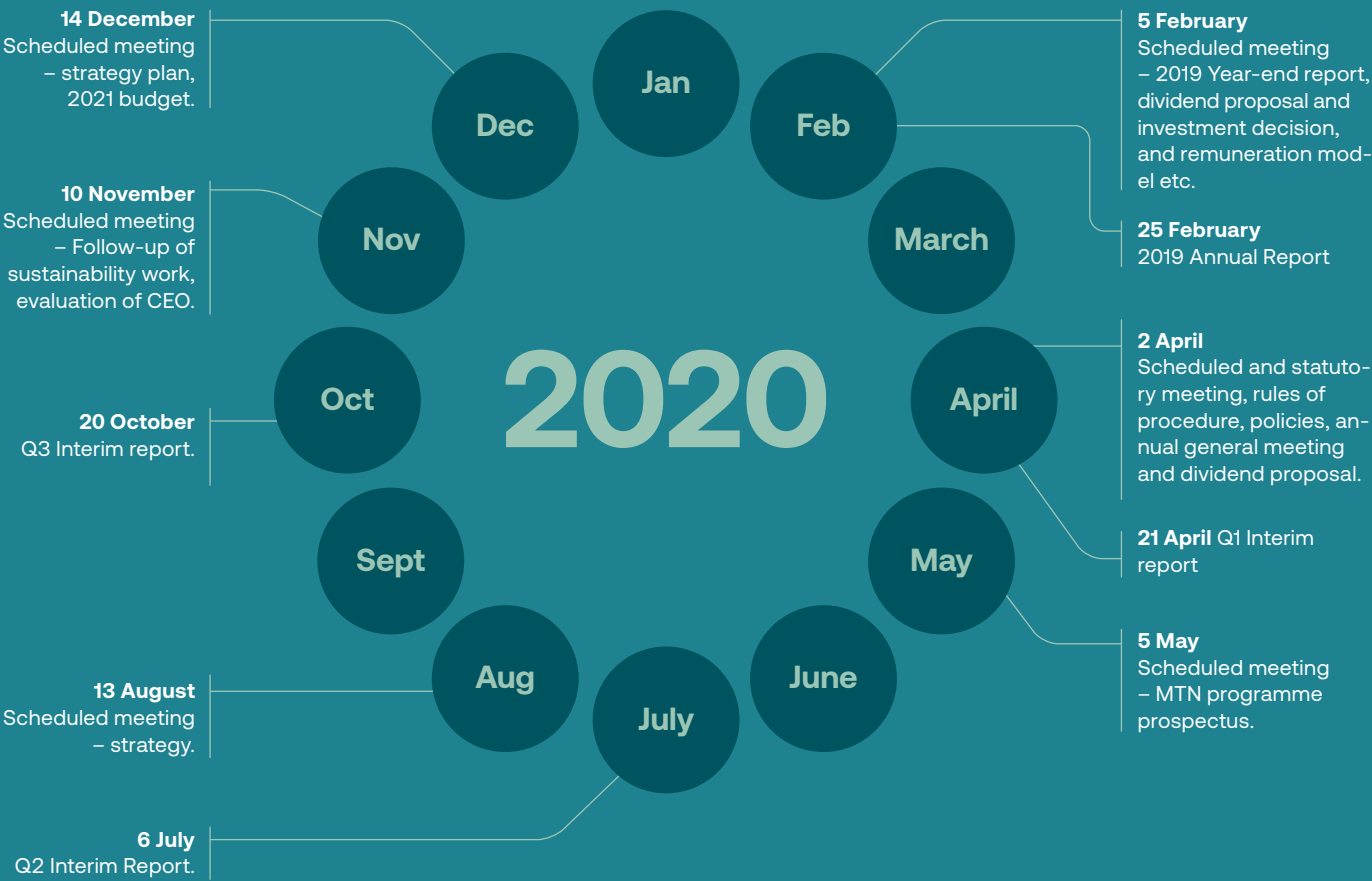 14 December
Scheduled meeting
– strategy plan,
2021 budget.
10 November
Scheduled meeting
– Follow-up of
sustainability work,
evaluation of CEO.
20 October
Q3 Interim report.
13 August
Scheduled meeting
– strategy.
6 July
Q2 Interim Report.
Jan
Feb
March
April
May
June
July
Aug
Sept
Oct
Nov
Dec
2020
5 February
Scheduled meeting
– 2019 Year-end report,
dividend proposal and
investment decision,
and remuneration mod-
el etc.
25 February
2019 Annual Report
2 April
Scheduled and statuto-
ry meeting, rules of
procedure, policies, an-
nual general meeting
and dividend proposal.
21 April Q1 Interim
report
5 May
Scheduled meeting
– MTN programme
prospectus.